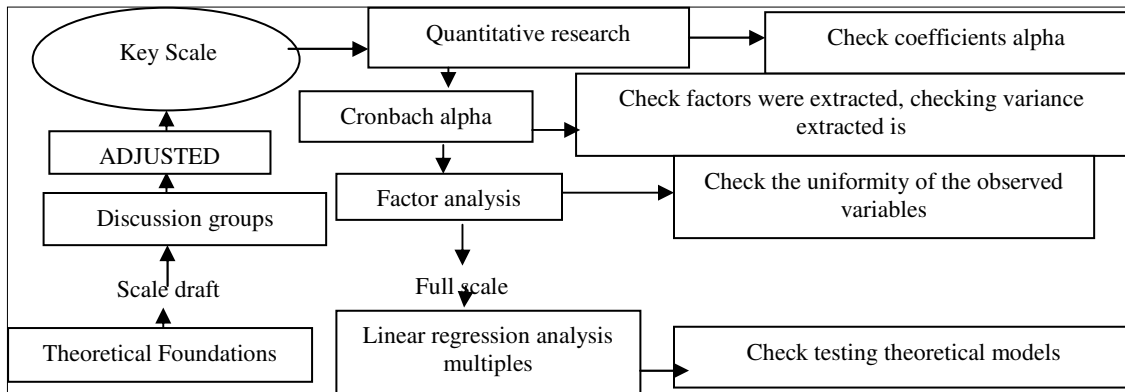 Key Scale
Quantitative research
Check coefficients alpha
Cronbach alpha
Check factors were extracted, checking variance
extracted is
ADJUSTED
Factor analysis
Check the uniformity of the observed
variables
Discussion groups
Scale draft
Full scale
Theoretical Foundations
Linear regression analysis
multiples
Check testing theoretical models